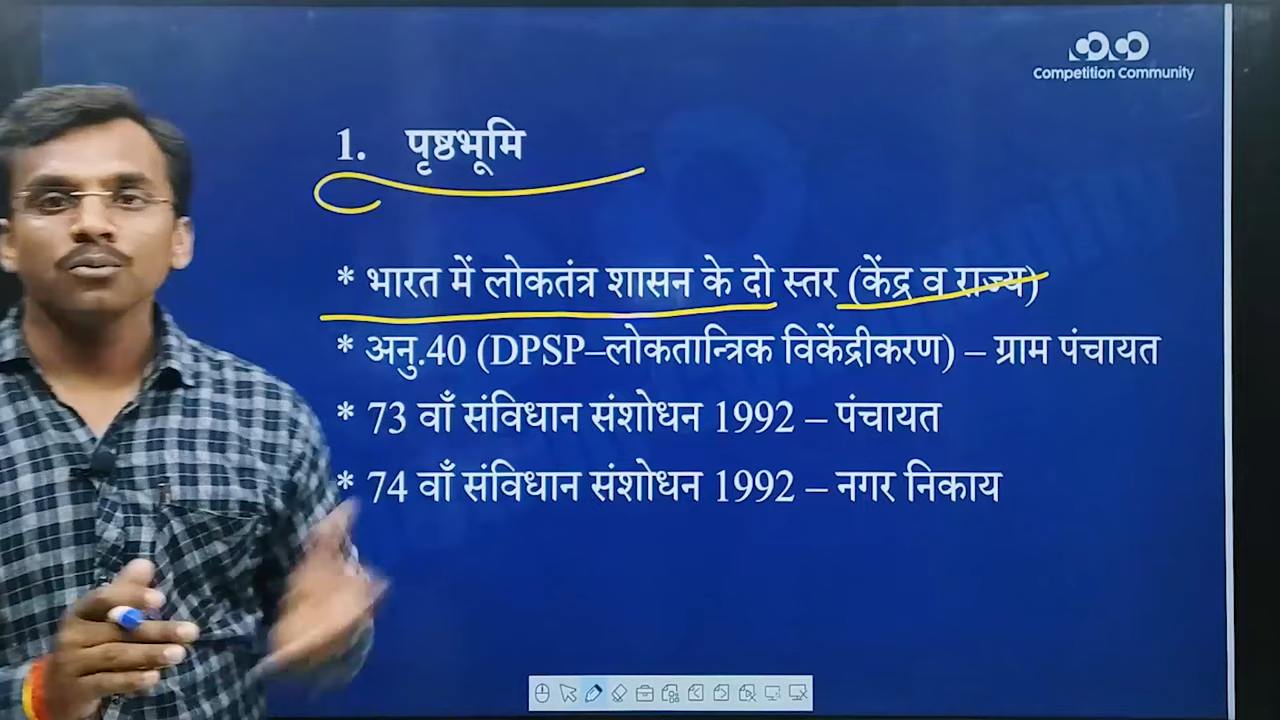 Competition Community
1. पृष्ठभूमि
* भारत में लोकतंत्र शासन के दो स्तर (केंद्र व राज्य)
* अनु.40 (DPSP–लोकतान्त्रिक विकेंद्रीकरण) – ग्राम पंचायत
* 73 वाँ संविधान संशोधन 1992 – पंचायत
* 74 वाँ संविधान संशोधन 1992 – नगर निकाय